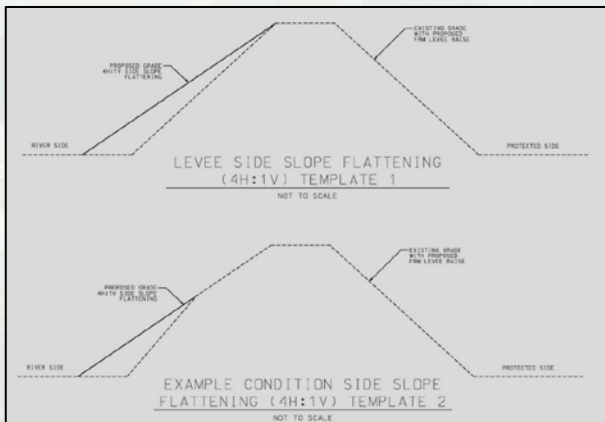 EXISTING GRADE
WITH PROPOSED
FRM LEVEE RAISE
PROPOSED GRADE
4H:1V SIDE SLOPE
FLATTENING
RIVER SIDE
PROTECTED SIDE
LEVEE SIDE SLOPE FLATTENING
(4H:1V) TEMPLATE 1
NOT TO SCALE
EXISTING GRADE
WITH PROPOSED
FRM LEVEE RAISE
PROPOSED GRADE
4H:1V SIDE SLOPE
FLATTENING
RIVER SIDE
PROTECTED SIDE
EXAMPLE CONDITION SIDE SLOPE
FLATTENING (4H:1V) TEMPLATE 2
NOT TO SCALE